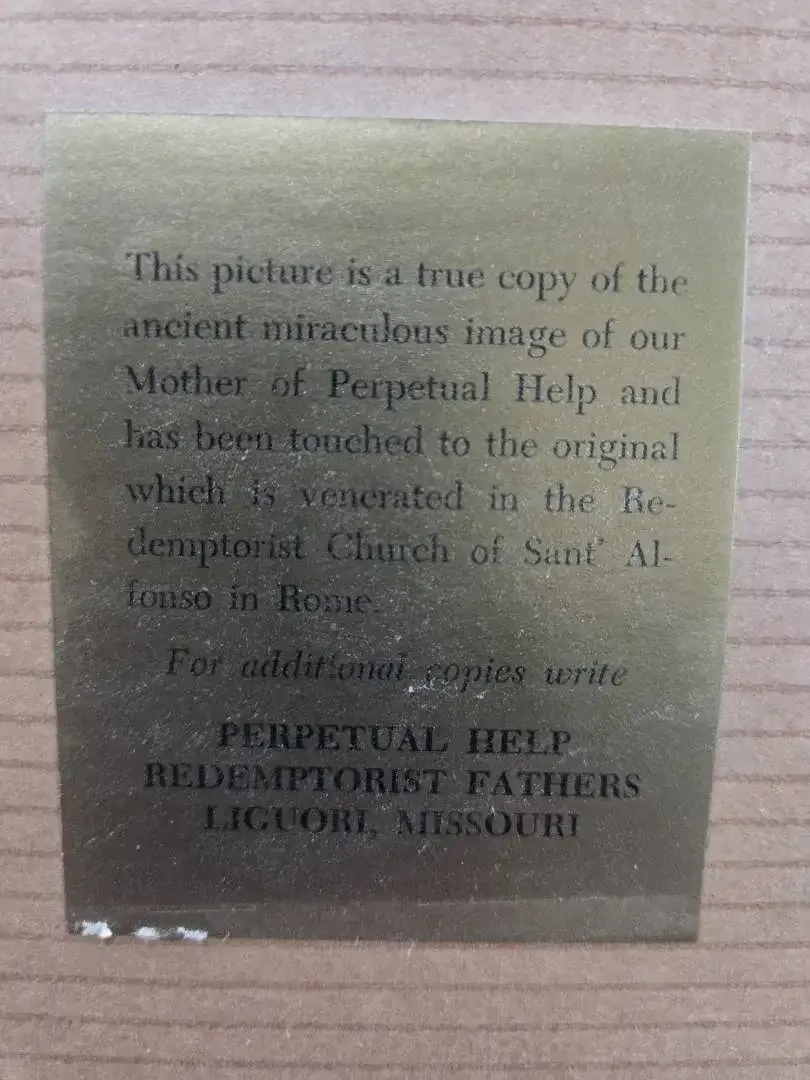 This picture is a true copy of the
ancient miraculous image of our
Mother of Perpetual Help and
has been touched to the original
which is venerated in the Re-
demptorist Church of Sant' Al-
fonso in Rome.
For additional copies write
PERPETUAL HELP
REDEMPTORIST FATHERS
LIGUORI, MISSOURI